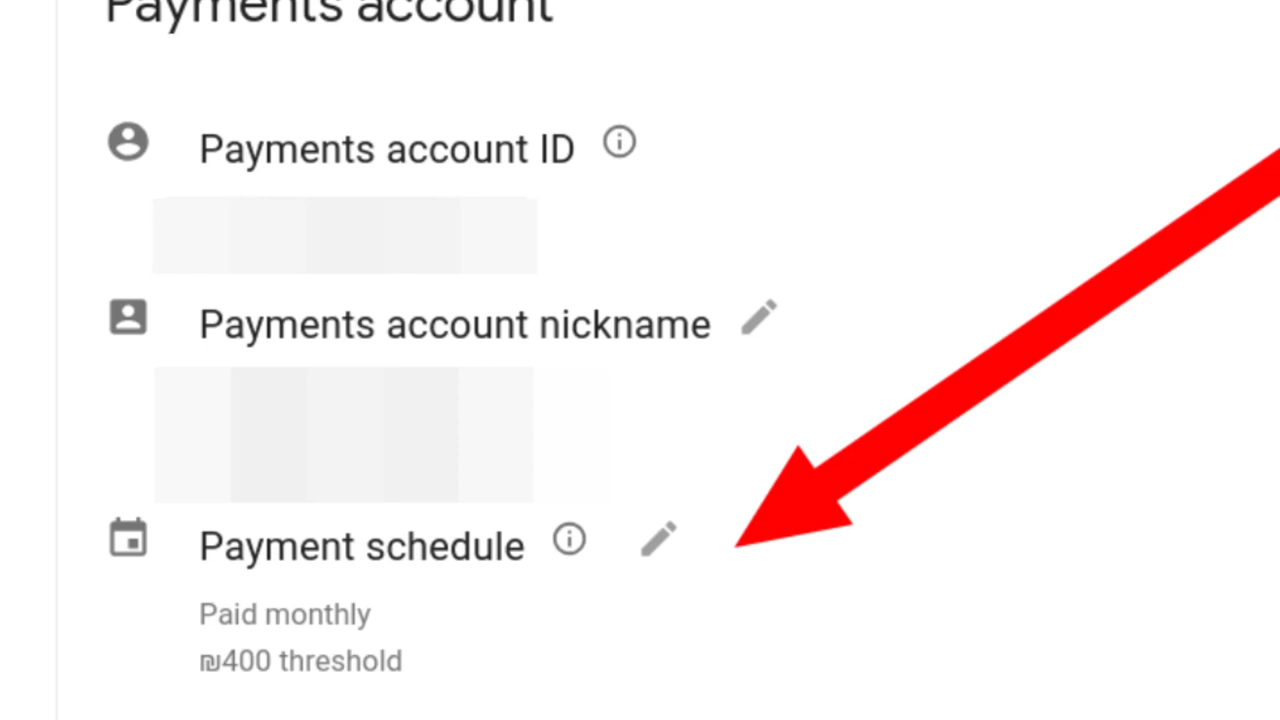 Payments account
Payments account ID
Payments account nickname
Payment schedule
Paid monthly
₪400 threshold